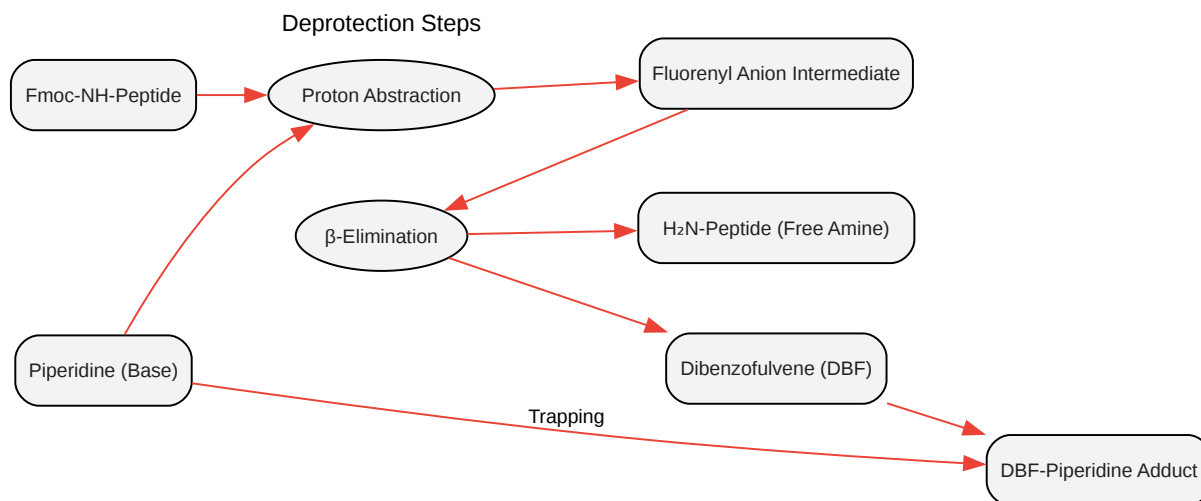 Deprotection Steps
Fmoc-NH-Peptide
Proton Abstraction
Fluorenyl Anion Intermediate
β-Elimination
H₂N-Peptide (Free Amine)
Piperidine (Base)
Dibenzofulvene (DBF)
Trapping
DBF-Piperidine Adduct